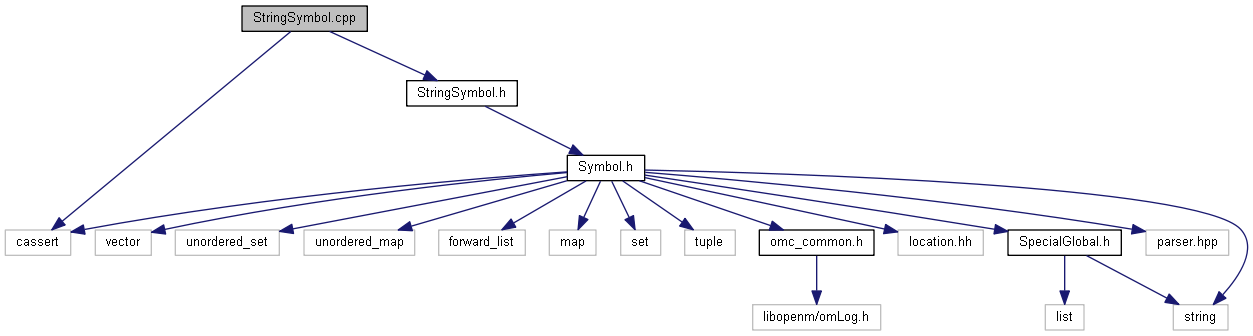 StringSymbol.cpp
StringSymbol.h
Symbol.h
cassert
vector
unordered_set
unordered_map
forward_list
map
set
tuple
omc_common.h
location.hh
SpecialGlobal.h
parser.hpp
libopenm/omLog.h
list
string